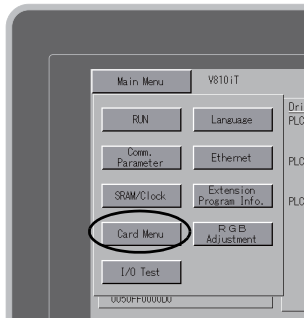 Main Menu
V810iT
Dri
PLC
RUN
Language
Comm.
Parameter
Ethernet
PLC
SRAM/Clock
Extension
Program Info.
PLC
Card Menu
RGB
Adjustment
I/O Test
0050FF0000D0